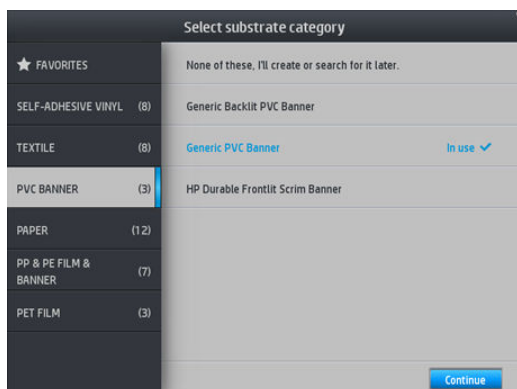 Select substrate category
FAVORITES
SELF-ADHESIVE VINYL (8)
TEXTILE (8)
PVC BANNER (3)
PAPER (12)
PP & PE FILM &
BANNER (7)
PET FILM (3)
None of these, I'll create or search for it later.
Generic Backlit PVC Banner
Generic PVC Banner In use
HP Durable Frontlit Scrim Banner
Continue